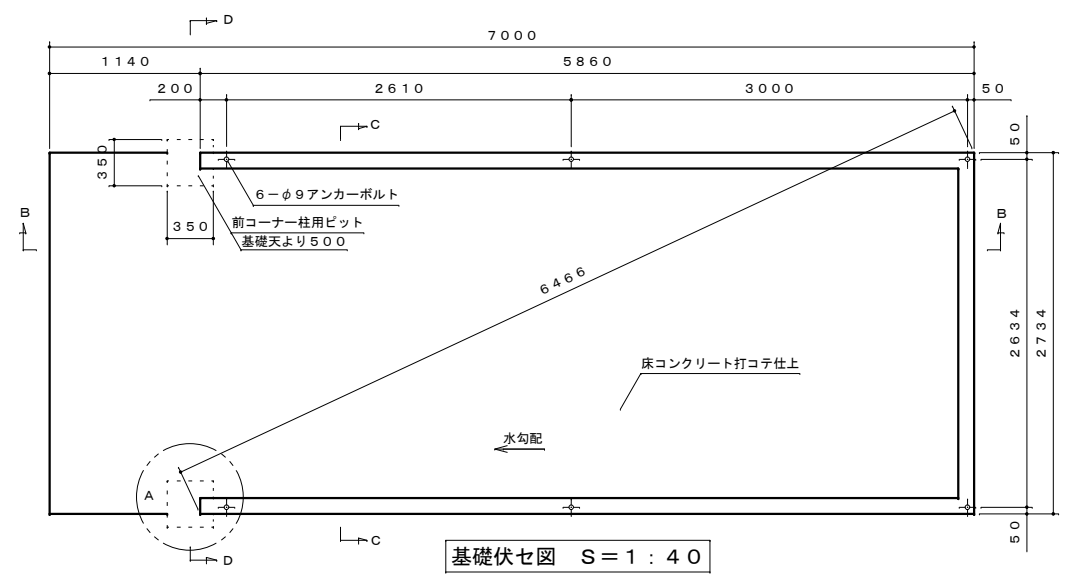 D
7000
1140 5860
200 2610 3000 50
C
50
350
6-φ9アンカーボルト
前コーナー柱用ピット
350
基礎天より500
B B
6466
2634
2734
床コンクリート打コテ仕上
水勾配
A
50
C
D
基礎伏セ図 S=1:40